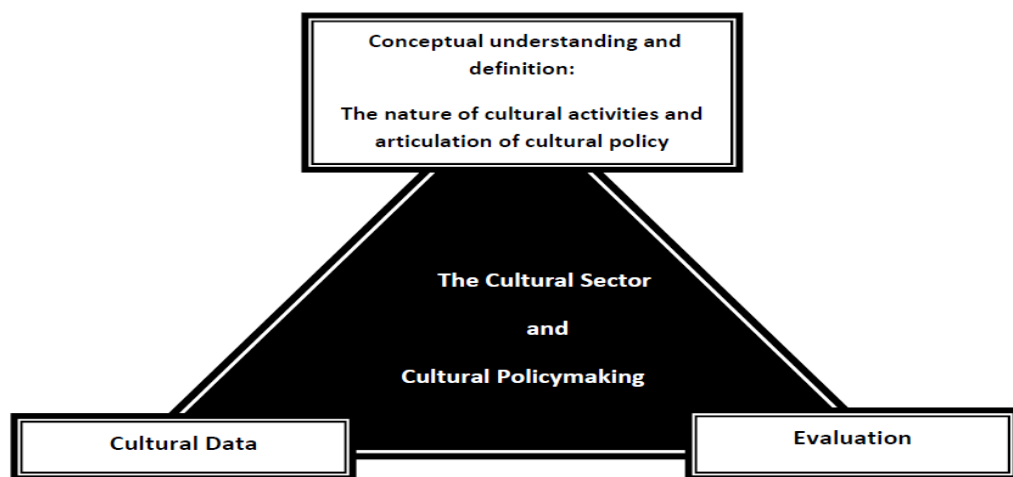 Conceptual understanding and
definition:
The nature of cultural activities and
articulation of cultural policy
The Cultural Sector
and
Cultural Policymaking
Cultural Data
Evaluation